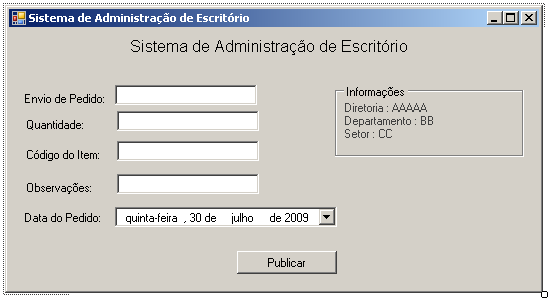 Sistema de Administração de Escritório
Sistema de Administração de Escritório
Envio de Pedido:
Quantidade:
Código do Item:
Observações:
Data do Pedido: quinta-feira , 30 de julho de 2009
Informações
Diretoria : AAAAA
Departamento : BB
Setor : CC
Publicar